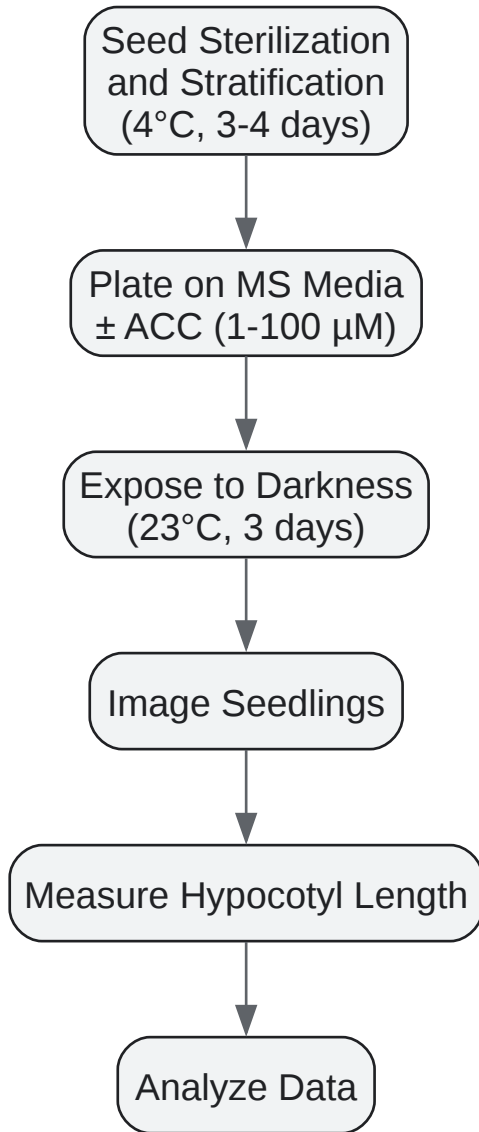 Seed Sterilization
and Stratification
(4°C, 3-4 days)
Plate on MS Media
± ACC (1-100 µM)
Expose to Darkness
(23°C, 3 days)
Image Seedlings
Measure Hypocotyl Length
Analyze Data